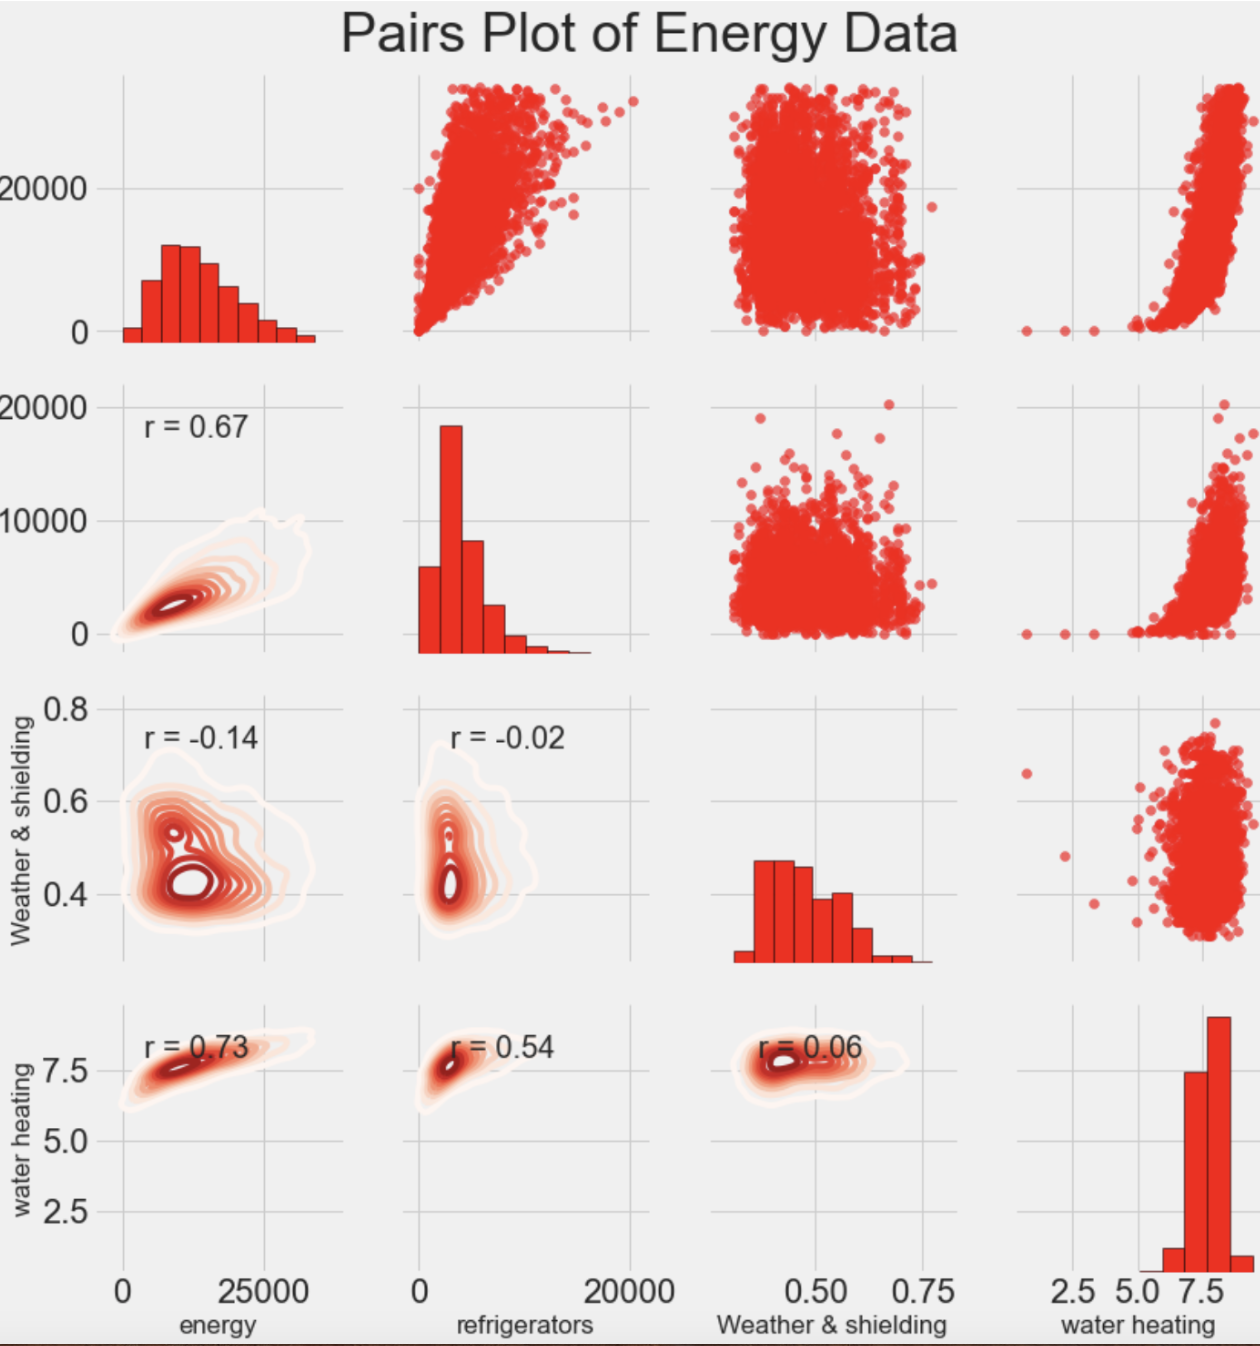 Pairs Plot of Energy Data
20000
0
20000
10000
0
r = 0.67
Weather & shielding
0.8
0.6
0.4
r = -0.14
r = -0.02
water heating
7.5
5.0
2.5
r = 0.73
r = 0.54
r = 0.06
0 25000 0 20000 0.50 0.75 2.5 5.0 7.5
energy refrigerators Weather & shielding water heating